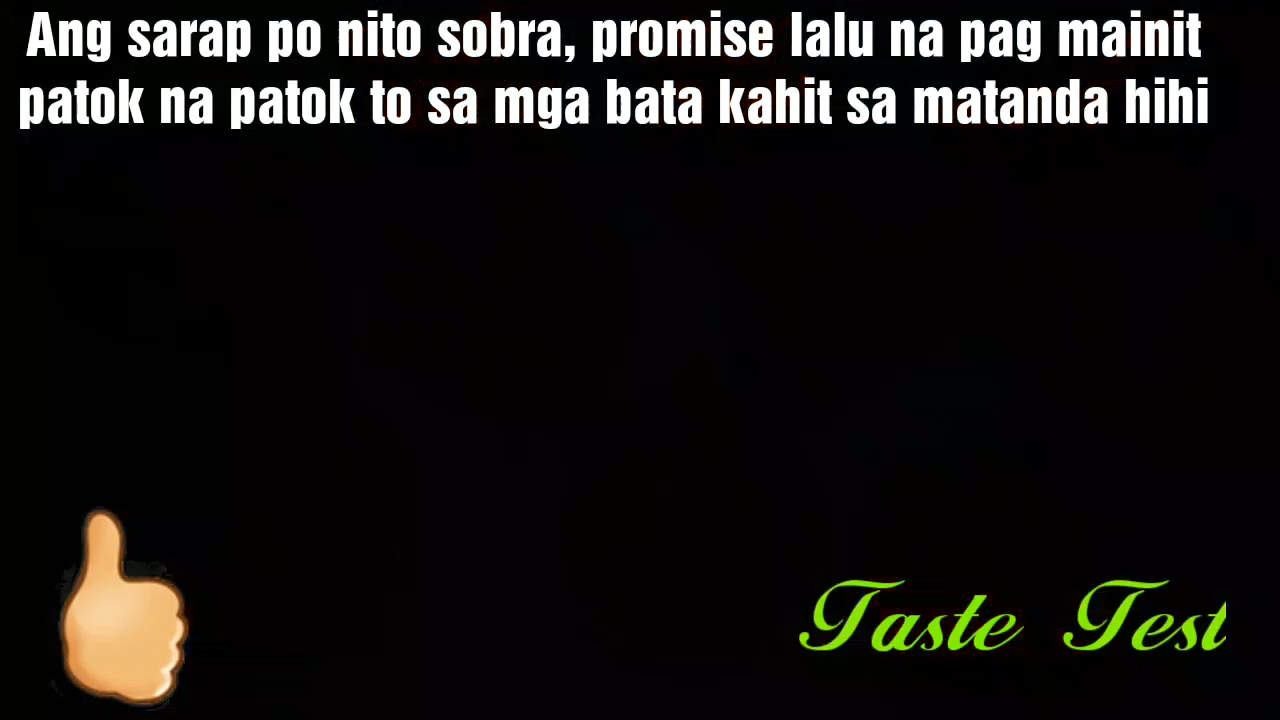 Ang sarap po nito sobra, promise lalu na pag mainit
patok na patok to sa mga bata kahit sa matanda hihi
Taste Test